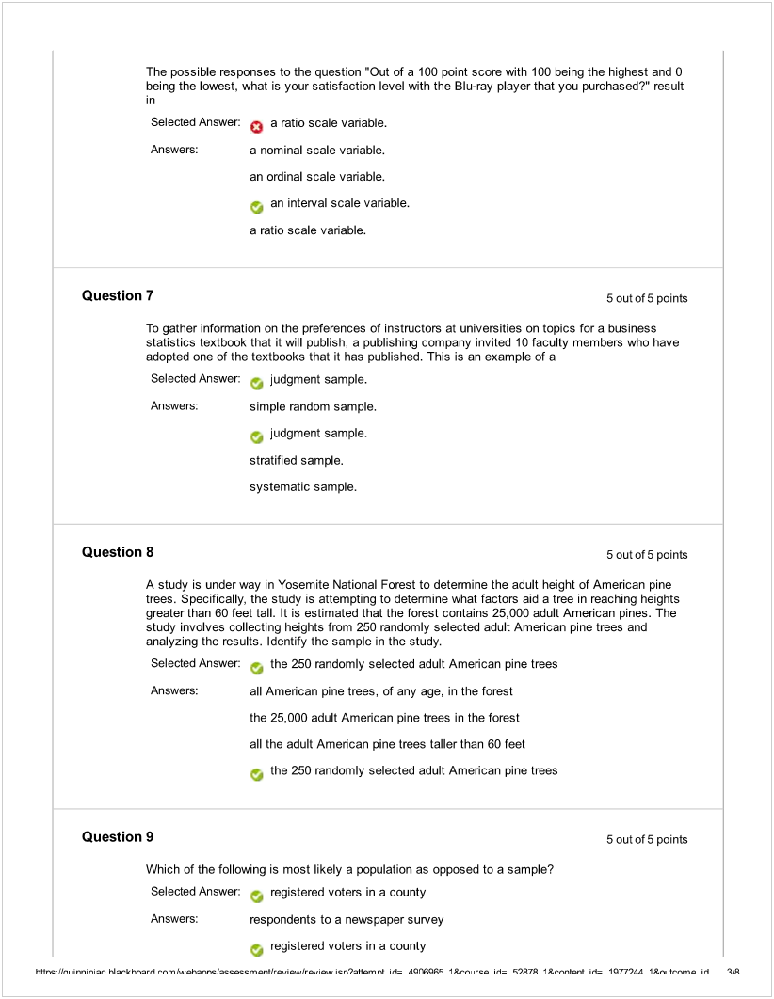 The possible responses to the question "Out of a 100 point score with 100 being the highest and 0
being the lowest, what is your satisfaction level with the Blu-ray player that you purchased?" result
in
Selected Answer: a ratio scale variable.
Answers: a nominal scale variable.
an ordinal scale variable.
an interval scale variable.
a ratio scale variable.
Question 7 5 out of 5 points
To gather information on the preferences of instructors at universities on topics for a business
statistics textbook that it will publish, a publishing company invited 10 faculty members who have
adopted one of the textbooks that it has published. This is an example of a
Selected Answer: judgment sample.
Answers: simple random sample.
judgment sample.
stratified sample.
systematic sample.
Question 8 5 out of 5 points
A study is under way in Yosemite National Forest to determine the adult height of American pine
trees. Specifically, the study is attempting to determine what factors aid a tree in reaching heights
greater than 60 feet tall. It is estimated that the forest contains 25,000 adult American pines. The
study involves collecting heights from 250 randomly selected adult American pine trees and
analyzing the results. Identify the sample in the study.
Selected Answer: the 250 randomly selected adult American pine trees
Answers: all American pine trees, of any age, in the forest
the 25,000 adult American pine trees in the forest
all the adult American pine trees taller than 60 feet
the 250 randomly selected adult American pine trees
Question 9 5 out of 5 points
Which of the following is most likely a population as opposed to a sample?
Selected Answer: registered voters in a county
Answers: respondents to a newspaper survey
registered voters in a county
https://quinnipiac.blackboard.com/webapps/assessment/review/review.jsp?attempt_id=_4906965_1&course_id=_52878_1&content_id=_1977244_1&outcome_id… 3/8